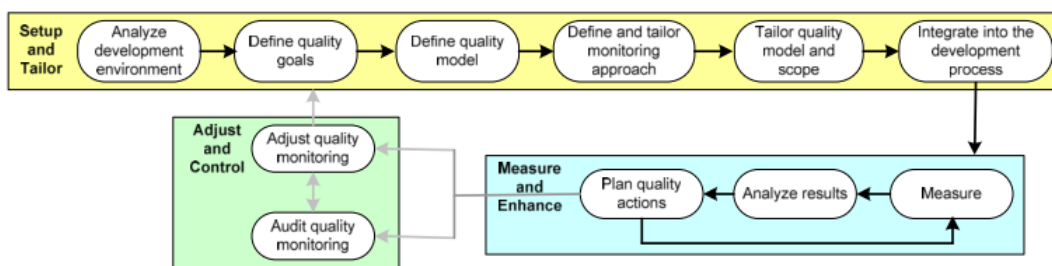 Setup
and
Tailor
Analyze
development
environment
Define quality
goals
Define quality
model
Define and tailor
monitoring
approach
Tailor quality
model and
scope
Integrate into the
development
process
Adjust
and
Control
Adjust quality
monitoring
Audit quality
monitoring
Measure
and
Enhance
Plan quality
actions
Analyze results
Measure